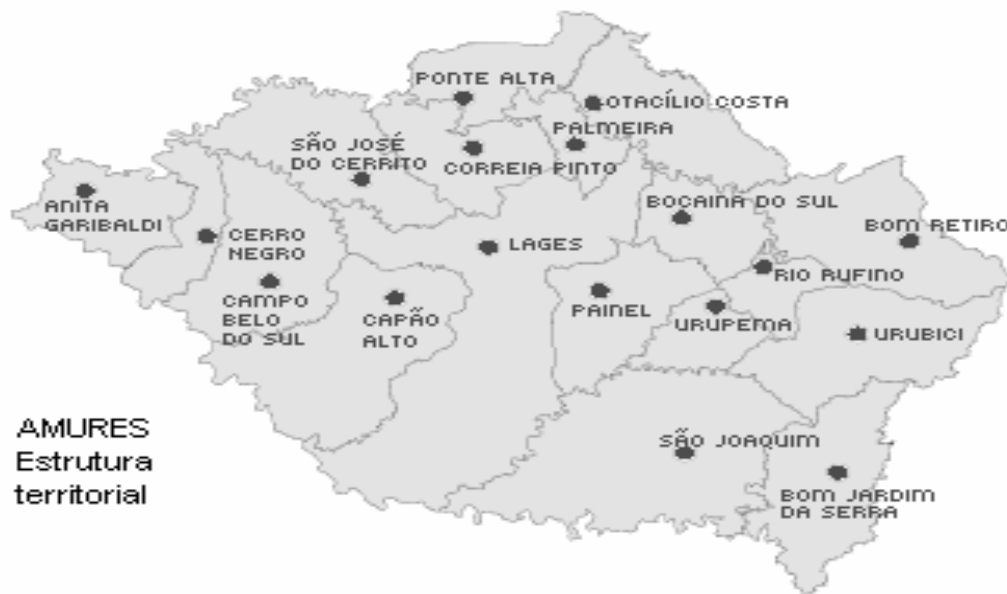 PONTE ALTA
OTACÍLIO COSTA
PALMEIRA
SÃO JOSÉ
DO CERRITO
CORREIA PINTO
ANITA
GARIBALDI
CERRO
NEGRO
LAGES
BOCAINA DO SUL
BOM RETIRO
RIO RUFINO
CAMPO
BELO
DO SUL
CAPÃO
ALTO
PAINEL
URUPEMA
URUBICI
AMURES
Estrutura
territorial
SÃO JOAQUIM
BOM JARDIM
DA SERRA